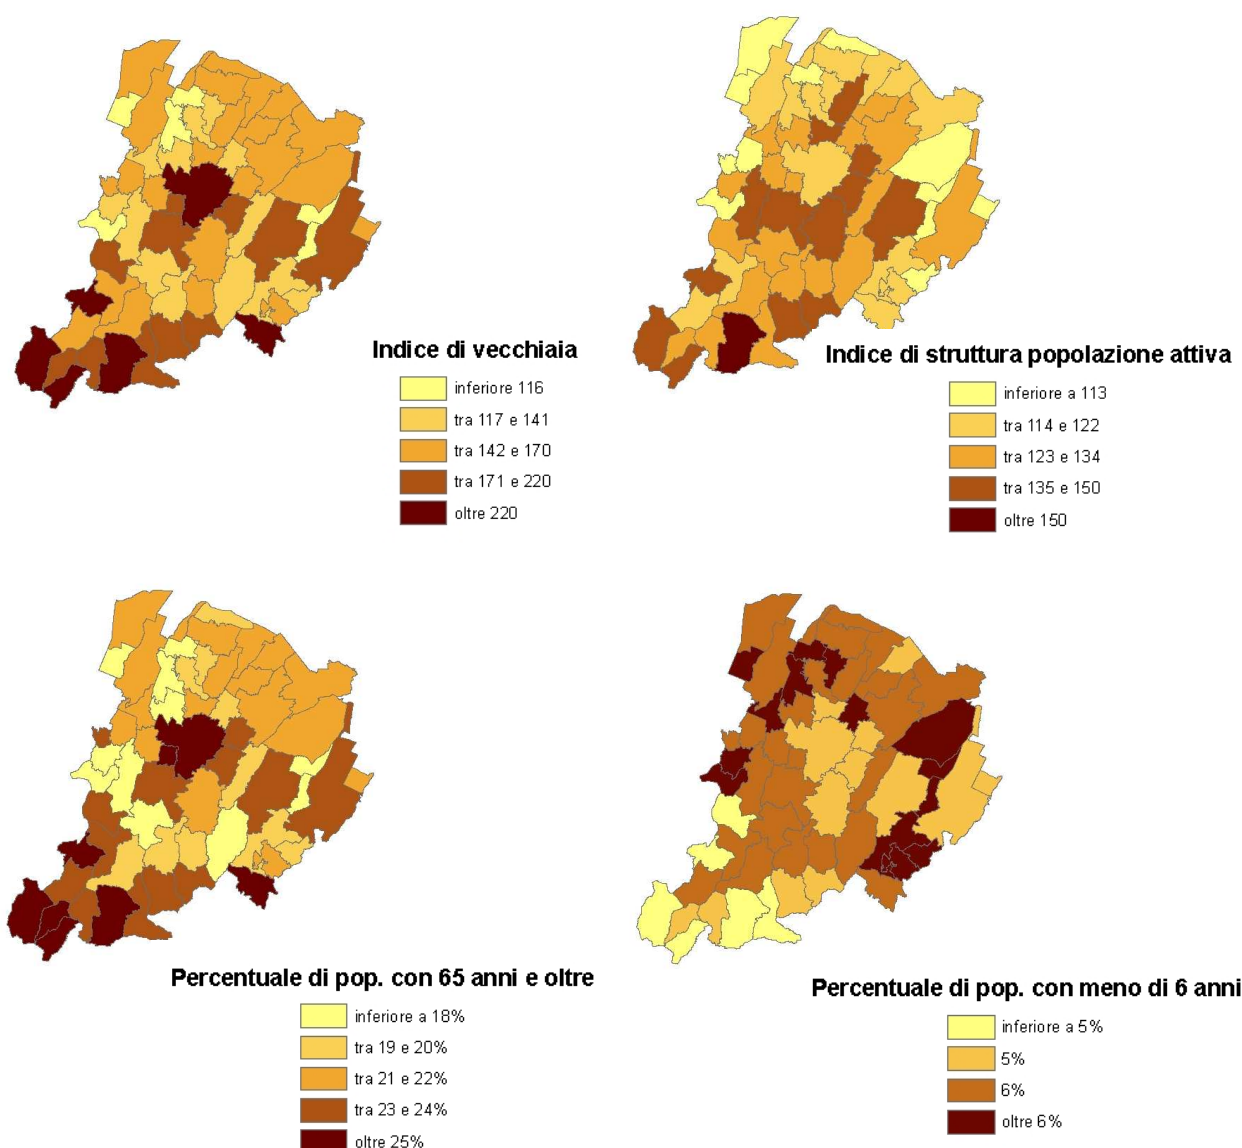 Indice di vecchiaia
inferiore 116
tra 117 e 141
tra 142 e 170
tra 171 e 220
oltre 220
Indice di struttura popolazione attiva
inferiore a 113
tra 114 e 122
tra 123 e 134
tra 135 e 150
oltre 150
Percentuale di pop. con 65 anni e oltre
inferiore a 18%
tra 19 e 20%
tra 21 e 22%
tra 23 e 24%
oltre 25%
Percentuale di pop. con meno di 6 anni
inferiore a 5%
5%
6%
oltre 6%